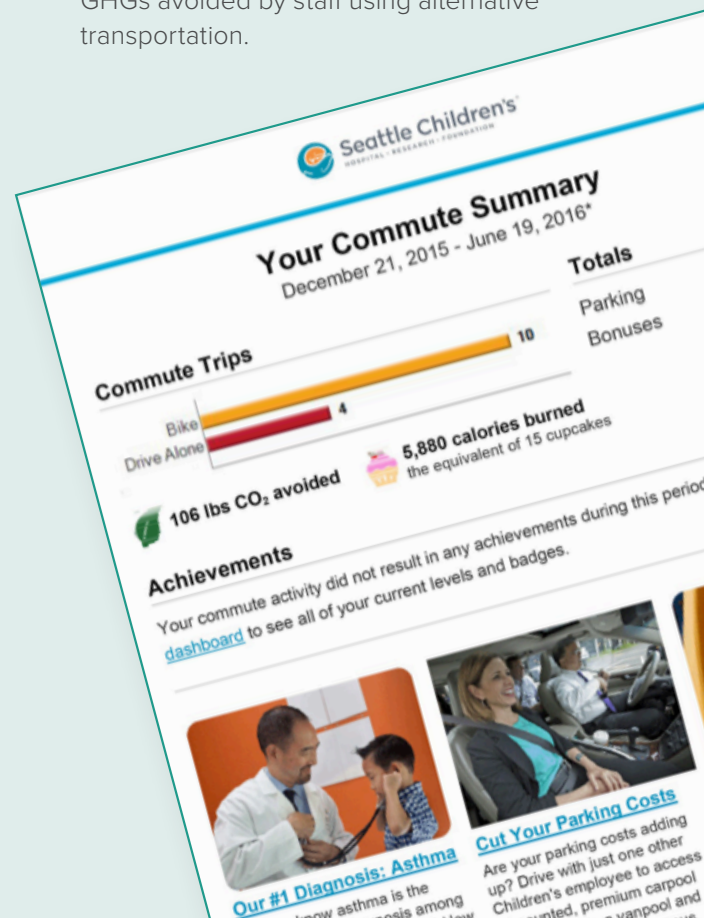 GHGs avoided by staff using alternative
transportation.
Seattle Children's
HOSPITAL • RESEARCH • FOUNDATION
Your Commute Summary
December 21, 2015 - June 19, 2016*
Commute Trips
Bike
10
Drive Alone
4
106 lbs CO₂ avoided
5,880 calories burned
the equivalent of 15 cupcakes
Totals
Parking
Bonuses
Achievements
Your commute activity did not result in any achievements during this period
dashboard to see all of your current levels and badges.
Our #1 Diagnosis: Asthma
know asthma is the
among
Cut Your Parking Costs
Are your parking costs adding
up? Drive with just one other
Children's employee to access
premium carpool
vanpool and